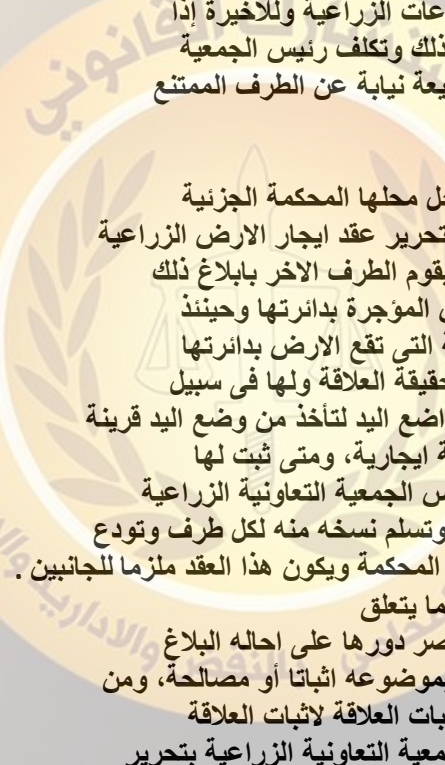 عات الزراعية وللاخيرة إذا
ذلك وتكلف رئيس الجمعية
يعة نيابة عن الطرف الممتنع
ل محلها المحكمة الجزئية
تحرير عقد ايجار الارض الزراعية
يقوم الطرف الاخر بابلاغ ذلك
المؤجرة بدائرتها وحينئذ
التى تقع الارض بدائرتها
حقيقة العلاقة ولها فى سبيل
اضع اليد لتأخذ من وضع اليد قرينة
ة ايجارية، ومتى ثبت لها
س الجمعية التعاونية الزراعية
وتسلم نسخه منه لكل طرف وتودع
المحكمة ويكون هذا العقد ملزما للجانبين .
ما يتعلق
صر دورها على احاله البلاغ
موضوعه اثباتا أو مصالحة، ومن
بات العلاقة لاثبات العلاقة
معية التعاونية الزراعية بتحرير